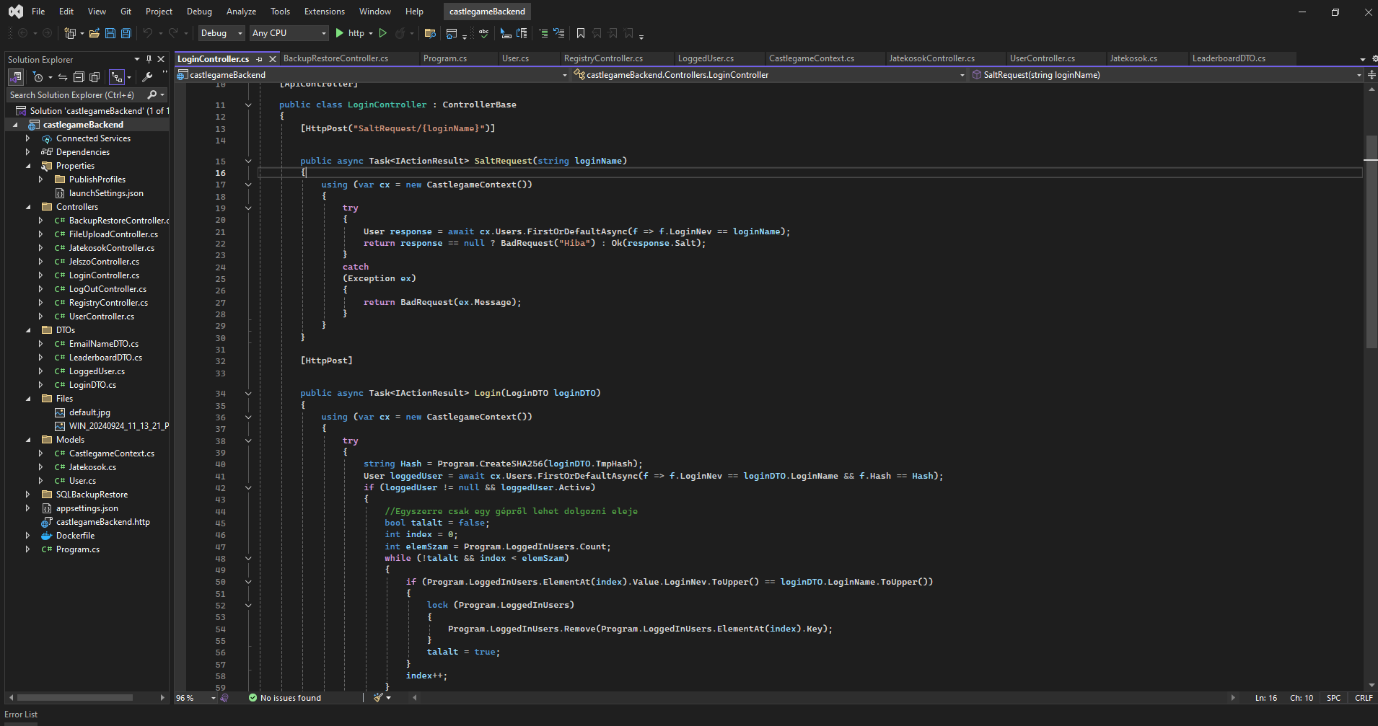 File Edit View Git Project Debug Analyze Tools Extensions Window Help castlegameBackend
Debug Any CPU http
Solution Explorer
Search Solution Explorer (Ctrl+é)
Solution 'castlegameBackend' (1 of 1
castlegameBackend
Connected Services
Dependencies
Properties
PublishProfiles
launchSettings.json
Controllers
C# BackupRestoreController.c
C# FileUploadController.cs
C# JatekosokController.cs
C# JelszoController.cs
C# LoginController.cs
C# LogOutController.cs
C# RegistryController.cs
C# UserController.cs
DTOs
C# EmailNameDTO.cs
C# LeaderboardDTO.cs
C# LoggedUser.cs
C# LoginDTO.cs
Files
default.jpg
WIN_20240924_11_13_21_P
Models
C# CastlegameContext.cs
C# Jatekosok.cs
C# User.cs
SQLBackupRestore
appsettings.json
castlegameBackend.http
Dockerfile
C# Program.cs
LoginController.cs BackupRestoreController.cs Program.cs User.cs RegistryController.cs LoggedUser.cs CastlegameContext.cs JatekosokController.cs UserController.cs Jatekosok.cs LeaderboardDTO.cs
castlegameBackend castlegameBackend.Controllers.LoginController SaltRequest(string loginName)
10 [ApiController]
11 public class LoginController : ControllerBase
12 {
13 [HttpPost("SaltRequest/{loginName}")]
14
15 public async Task<IActionResult> SaltRequest(string loginName)
16 {
17 using (var cx = new CastlegameContext())
18 {
19 try
20 {
21 User response = await cx.Users.FirstOrDefaultAsync(f => f.LoginNev == loginName);
22 return response == null ? BadRequest("Hiba") : Ok(response.Salt);
23 }
24 catch
25 (Exception ex)
26 {
27 return BadRequest(ex.Message);
28 }
29 }
30 }
31
32 [HttpPost]
33
34 public async Task<IActionResult> Login(LoginDTO loginDTO)
35 {
36 using (var cx = new CastlegameContext())
37 {
38 try
39 {
40 string Hash = Program.CreateSHA256(loginDTO.TmpHash);
41 User loggedUser = await cx.Users.FirstOrDefaultAsync(f => f.LoginNev == loginDTO.LoginName && f.Hash == Hash);
42 if (loggedUser != null && loggedUser.Active)
43 {
44 //Egyszerre csak egy gépről lehet dolgozni eleje
45 bool talalt = false;
46 int index = 0;
47 int elemSzam = Program.LoggedInUsers.Count;
48 while (!talalt && index < elemSzam)
49 {
50 if (Program.LoggedInUsers.ElementAt(index).Value.LoginNev.ToUpper() == loginDTO.LoginName.ToUpper())
51 {
52 lock (Program.LoggedInUsers)
53 {
54 Program.LoggedInUsers.Remove(Program.LoggedInUsers.ElementAt(index).Key);
55 }
56 talalt = true;
57 }
58 index++;
59 }
96 % No issues found Ln: 16 Ch: 10 SPC CRLF
Error List